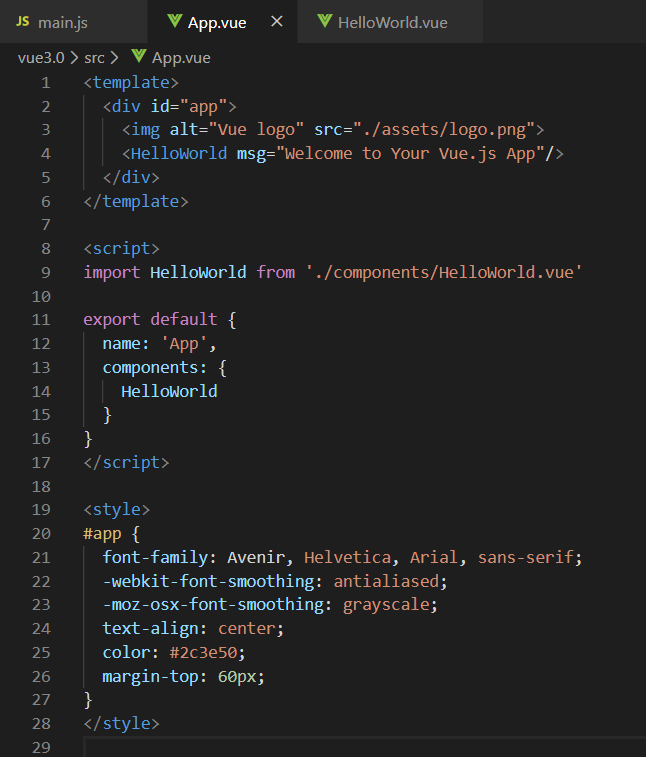 JS main.js App.vue × HelloWorld.vue
vue3.0 > src > App.vue
1 <template>
2   <div id="app">
3     <img alt="Vue logo" src="./assets/logo.png">
4     <HelloWorld msg="Welcome to Your Vue.js App"/>
5   </div>
6 </template>
7
8 <script>
9 import HelloWorld from './components/HelloWorld.vue'
10
11 export default {
12   name: 'App',
13   components: {
14     HelloWorld
15   }
16 }
17 </script>
18
19 <style>
20 #app {
21   font-family: Avenir, Helvetica, Arial, sans-serif;
22   -webkit-font-smoothing: antialiased;
23   -moz-osx-font-smoothing: grayscale;
24   text-align: center;
25   color: #2c3e50;
26   margin-top: 60px;
27 }
28 </style>
29